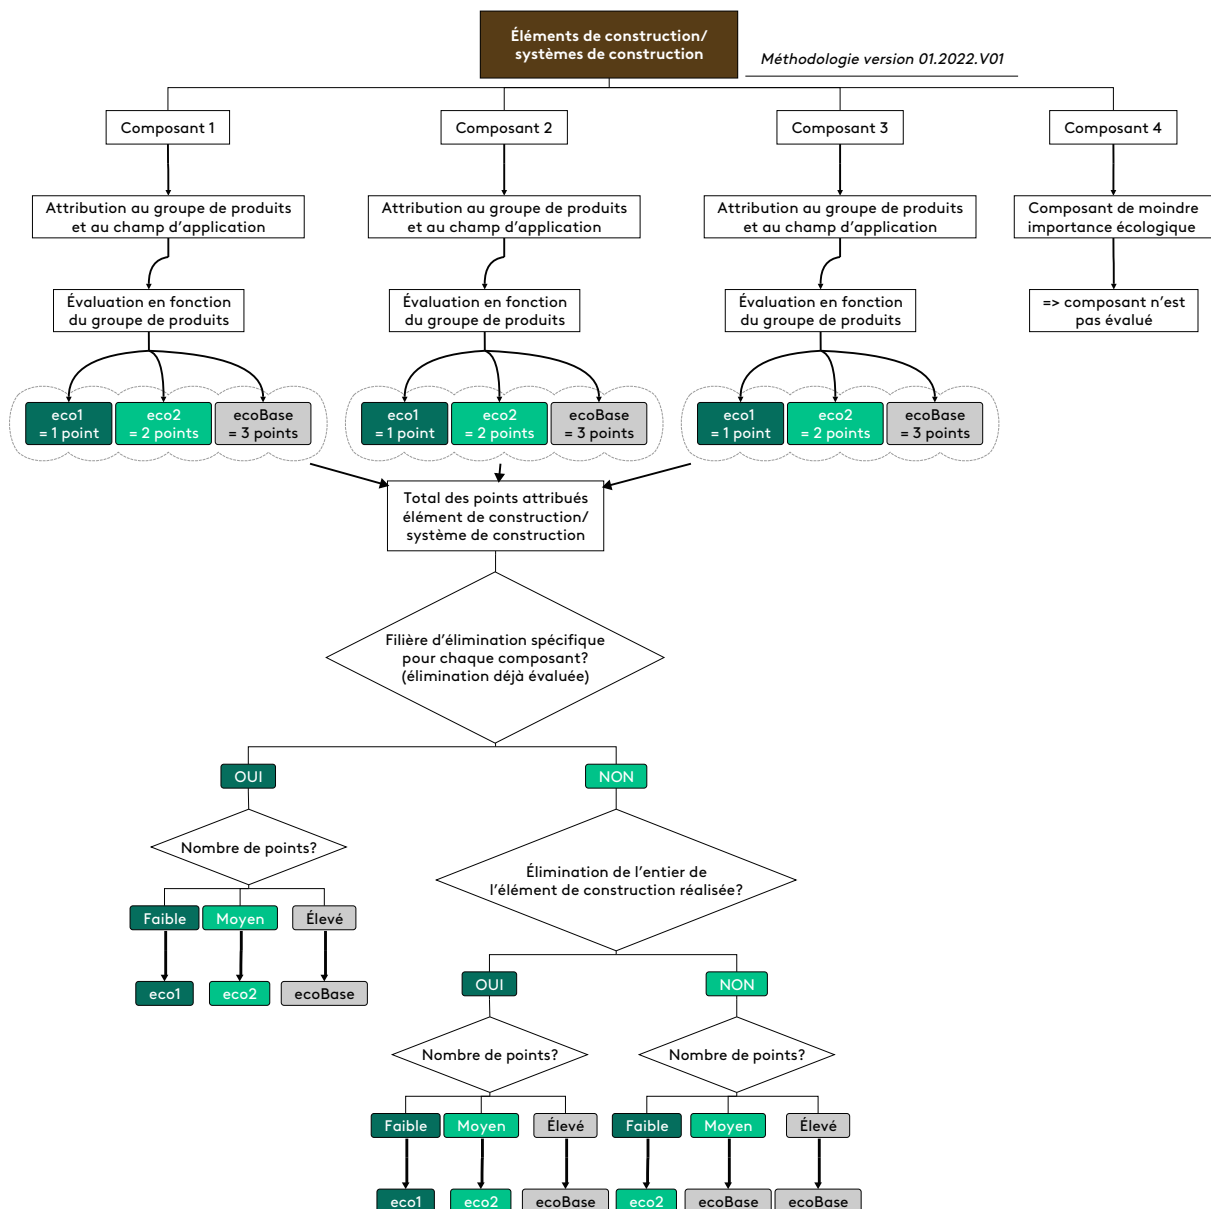 Éléments de construction/
systèmes de construction
Méthodologie version 01.2022.V01
Composant 1
Composant 2
Composant 3
Composant 4
Attribution au groupe de produits
et au champ d'application
Attribution au groupe de produits
et au champ d'application
Attribution au groupe de produits
et au champ d'application
Composant de moindre
importance écologique
Évaluation en fonction
du groupe de produits
Évaluation en fonction
du groupe de produits
Évaluation en fonction
du groupe de produits
=> composant n'est
pas évalué
eco1
= 1 point
eco2
= 2 points
ecoBase
= 3 points
eco1
= 1 point
eco2
= 2 points
ecoBase
= 3 points
eco1
= 1 point
eco2
= 2 points
ecoBase
= 3 points
Total des points attribués
élément de construction/
système de construction
Filière d'élimination spécifique
pour chaque composant?
(élimination déjà évaluée)
OUI
NON
Nombre de points?
Élimination de l'entier de
l'élément de construction réalisée?
Faible
Moyen
Élevé
eco1
eco2
ecoBase
OUI
NON
Nombre de points?
Nombre de points?
Faible
Moyen
Élevé
Faible
Moyen
Élevé
eco1
eco2
ecoBase
eco2
ecoBase
ecoBase